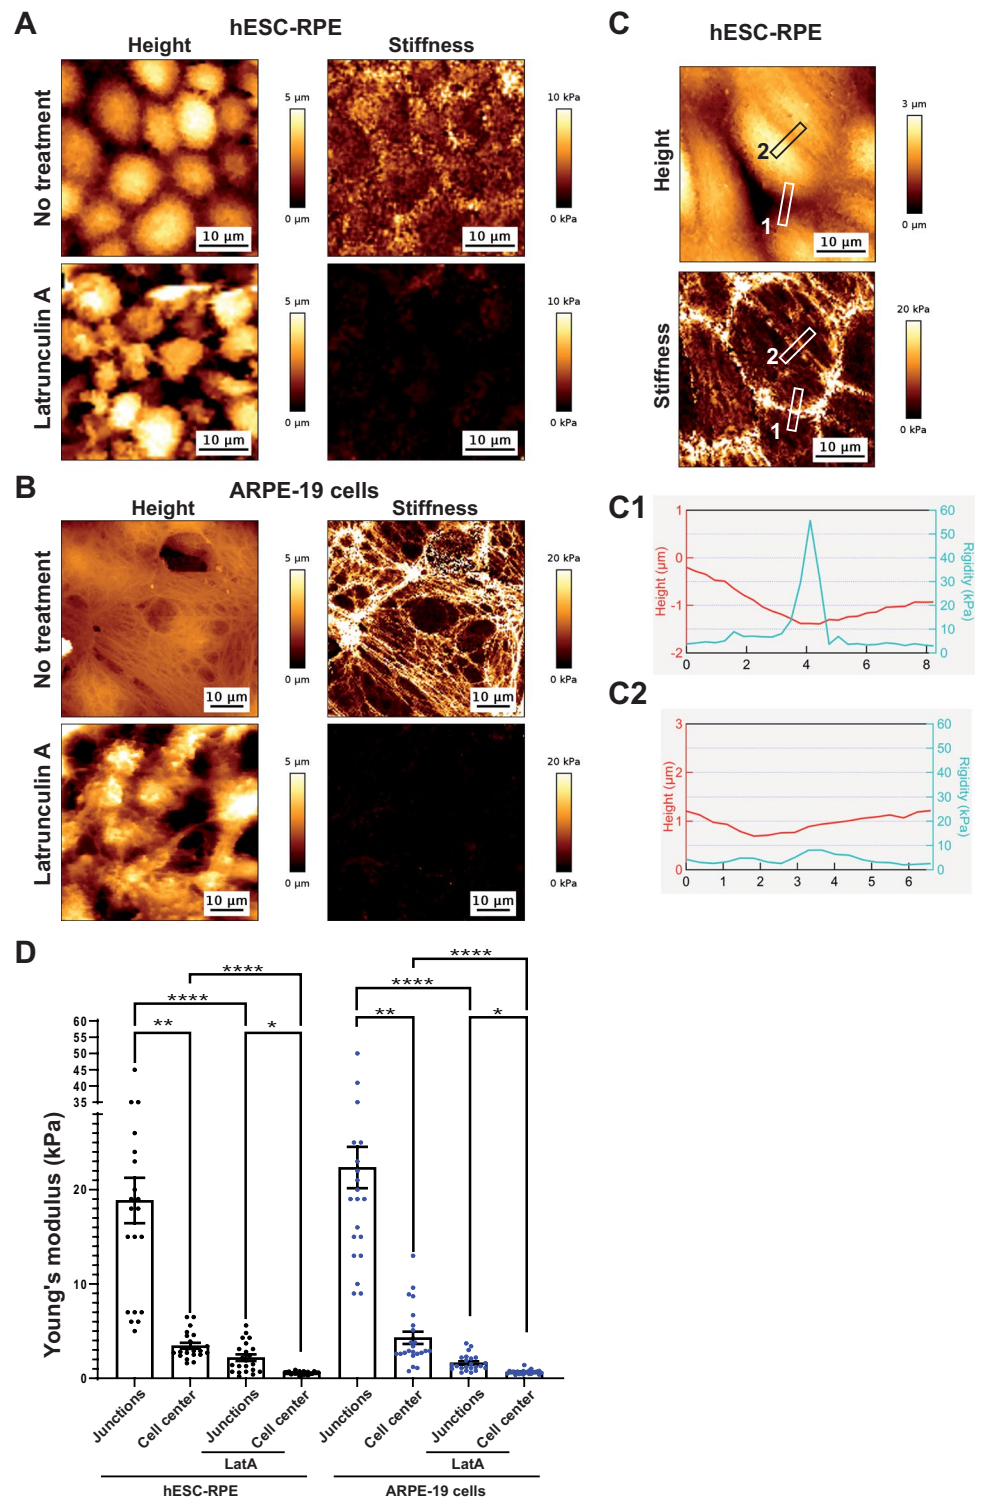 A
hESC-RPE
Height
Stiffness
No treatment
5 µm
0 µm
10 µm
10 kPa
0 kPa
10 µm
Latrunculin A
5 µm
0 µm
10 µm
10 kPa
0 kPa
10 µm
B
ARPE-19 cells
Height
Stiffness
No treatment
5 µm
0 µm
10 µm
20 kPa
0 kPa
10 µm
Latrunculin A
5 µm
0 µm
10 µm
20 kPa
0 kPa
10 µm
C
hESC-RPE
Height
2
1
10 µm
3 µm
0 µm
Stiffness
2
1
10 µm
20 kPa
0 kPa
C1
Height (µm)
1
0
-1
-2
0 2 4 6 8
60
50
40
30
20
10
0
Rigidity (kPa)
C2
Height (µm)
3
2
1
0
0 1 2 3 4 5 6
60
50
40
30
20
10
0
Rigidity (kPa)
D
Young's modulus (kPa)
60
55
50
45
40
35
20
10
0
****
****
**
*
****
****
**
*
Junctions
Cell center
Junctions
Cell center
Junctions
Cell center
Junctions
Cell center
LatA
LatA
hESC-RPE
ARPE-19 cells